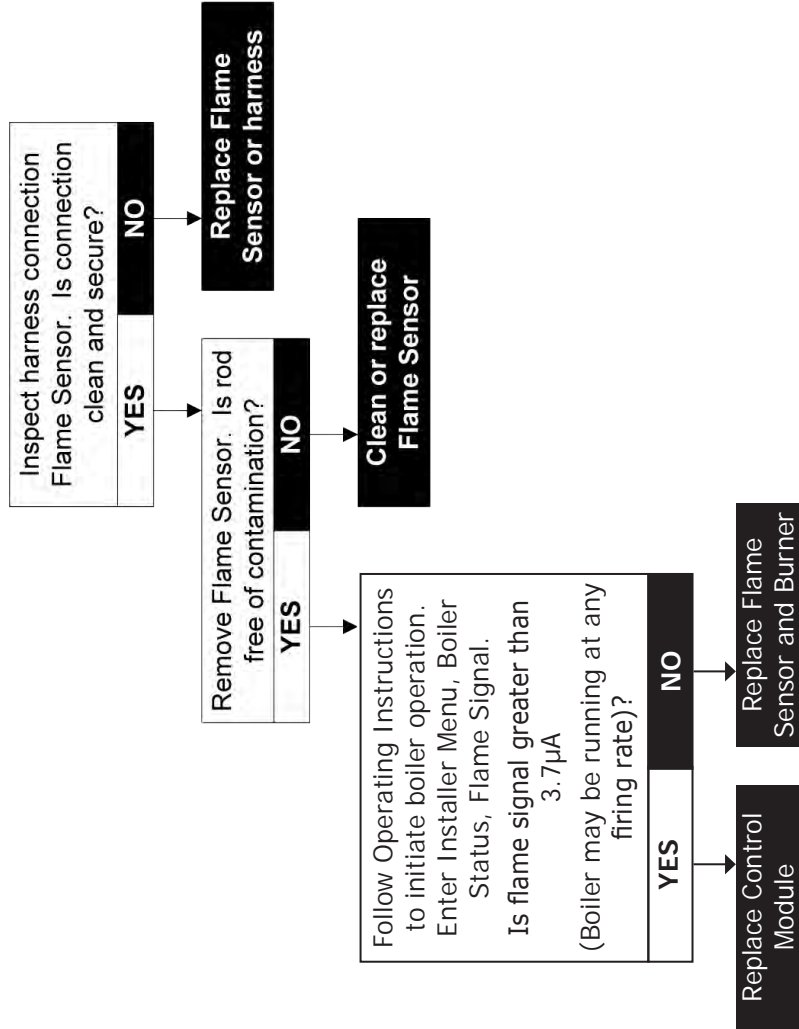 Inspect harness connection
Flame Sensor. Is connection
clean and secure?
YES
NO
Replace Flame
Sensor or harness
Remove Flame Sensor. Is rod
free of contamination?
YES
NO
Clean or replace
Flame Sensor
Follow Operating Instructions
to initiate boiler operation.
Enter Installer Menu, Boiler
Status, Flame Signal.
Is flame signal greater than
3.7µA
(Boiler may be running at any
firing rate)?
YES
NO
Replace Control
Module
Replace Flame
Sensor and Burner